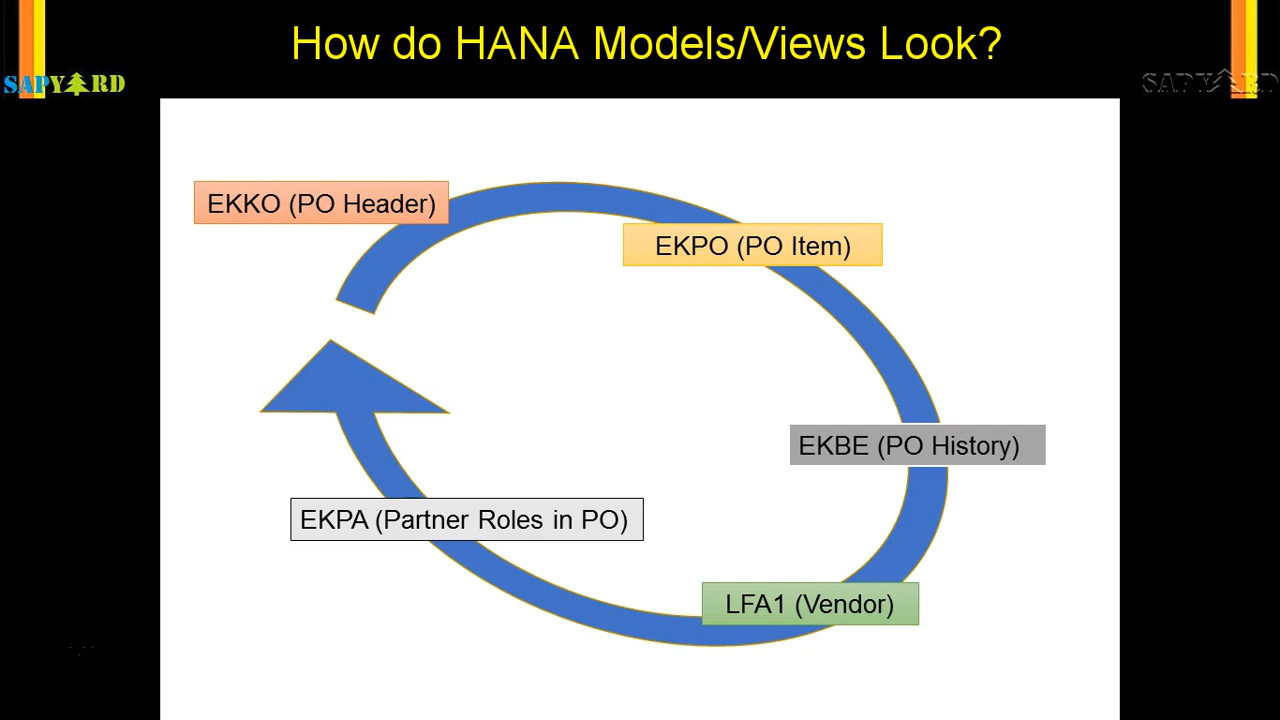 How do HANA Models/Views Look?
SAPYARD
SAPYARD
EKKO (PO Header)
EKPO (PO Item)
EKBE (PO History)
EKPA (Partner Roles in PO)
LFA1 (Vendor)